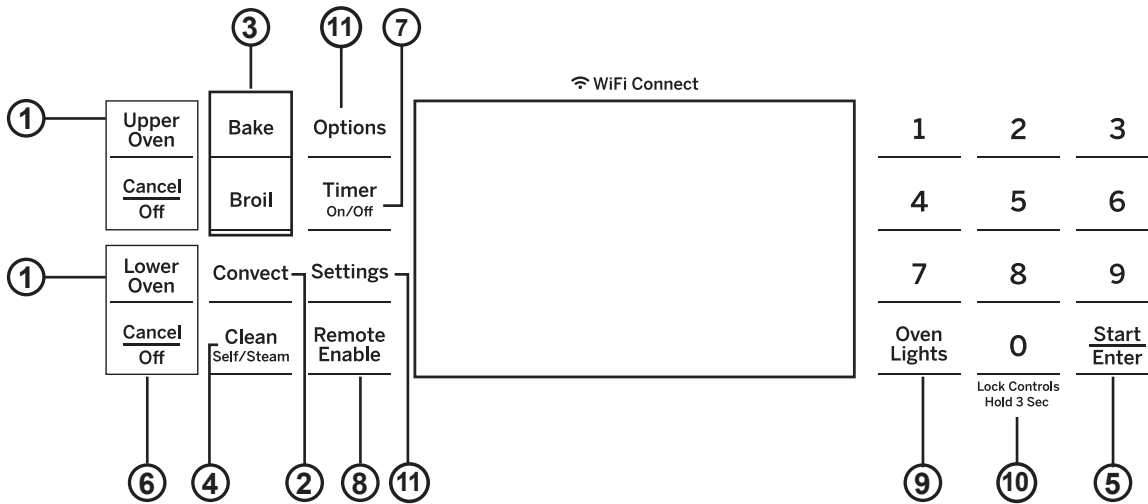 3
11
7
WiFi Connect
1
Upper
Oven
Bake
Options
1
2
3
Cancel
Off
Broil
Timer
On/Off
4
5
6
1
Lower
Oven
Convect
Settings
7
8
9
Cancel
Off
Clean
Self/Steam
Remote
Enable
Oven
Lights
0
Start
Enter
Lock Controls
Hold 3 Sec
6
4
2
8
11
9
10
5